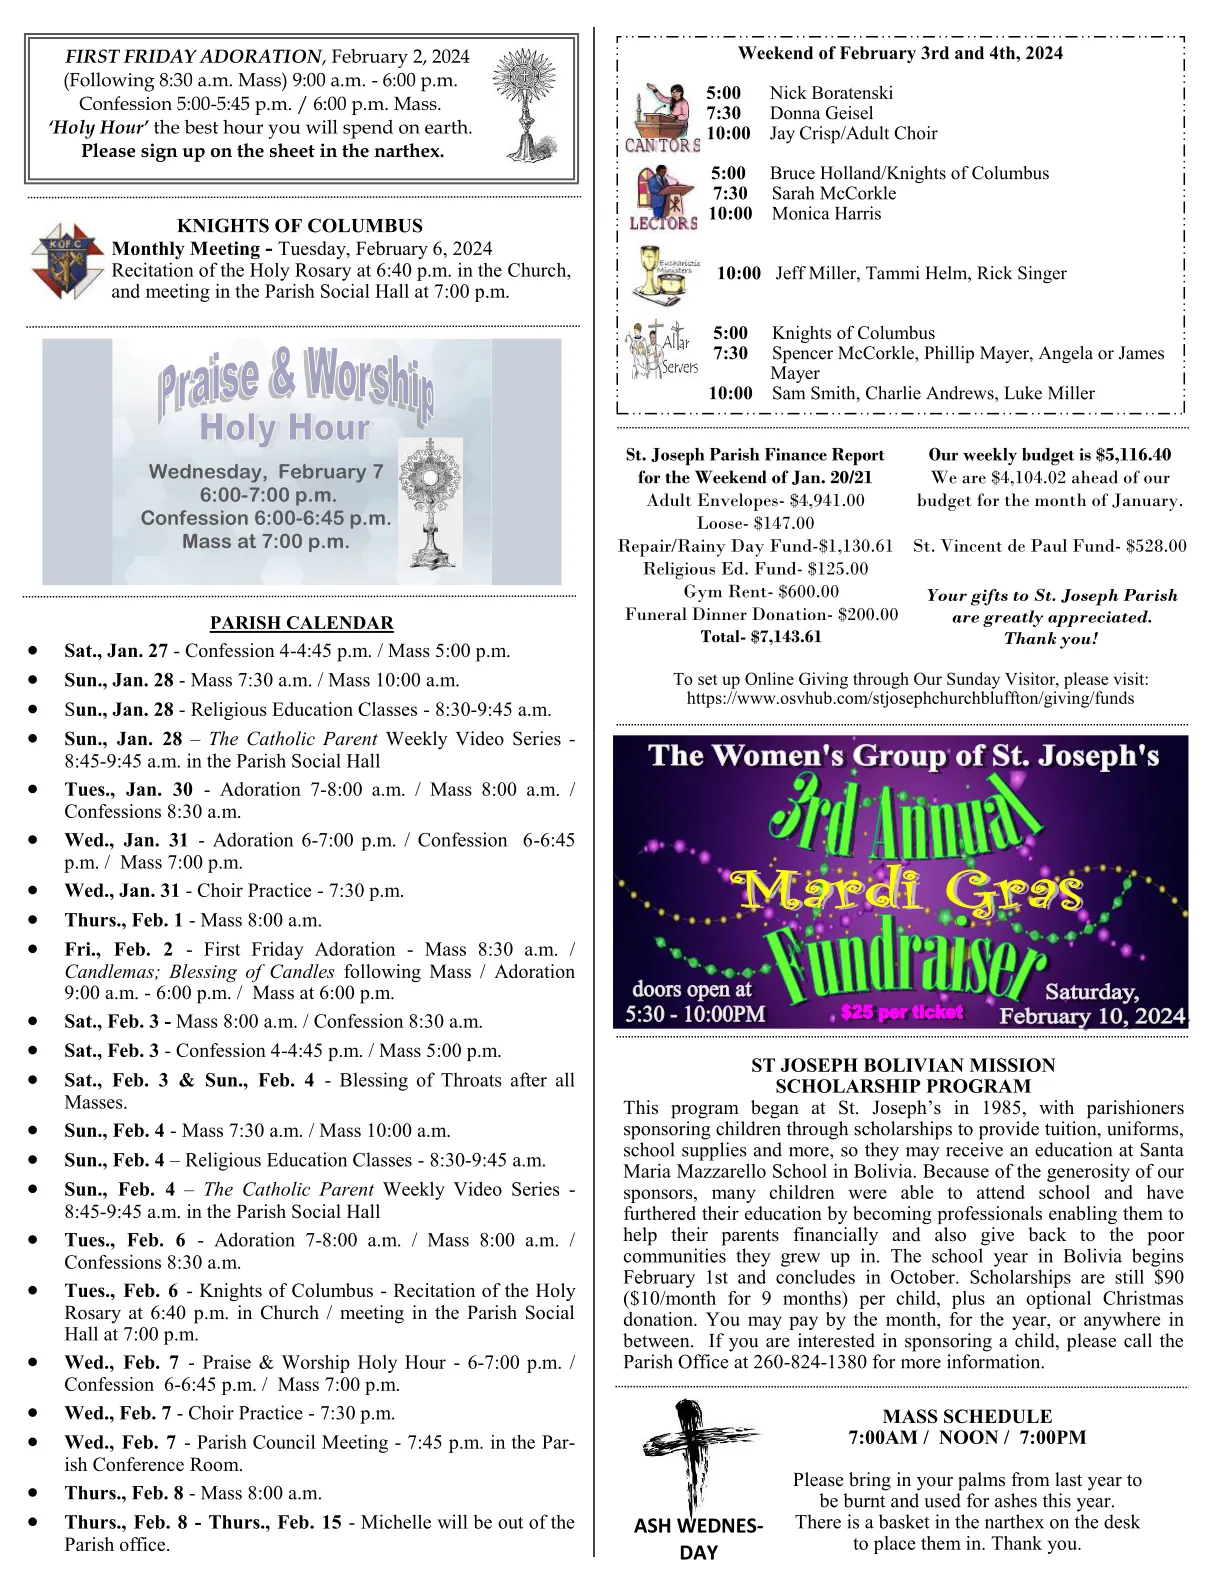 FIRST FRIDAY ADORATION, February 2, 2024
(Following 8:30 a.m. Mass) 9:00 a.m. - 6:00 p.m.
Confession 5:00-5:45 p.m. / 6:00 p.m. Mass.
‘Holy Hour’ the best hour you will spend on earth.
Please sign up on the sheet in the narthex.
KNIGHTS OF COLUMBUS
K OF C
Monthly Meeting - Tuesday, February 6, 2024
Recitation of the Holy Rosary at 6:40 p.m. in the Church,
and meeting in the Parish Social Hall at 7:00 p.m.
Praise & Worship
Holy Hour
Wednesday, February 7
6:00-7:00 p.m.
Confession 6:00-6:45 p.m.
Mass at 7:00 p.m.
PARISH CALENDAR
• Sat., Jan. 27 - Confession 4-4:45 p.m. / Mass 5:00 p.m.
• Sun., Jan. 28 - Mass 7:30 a.m. / Mass 10:00 a.m.
• Sun., Jan. 28 - Religious Education Classes - 8:30-9:45 a.m.
• Sun., Jan. 28 – The Catholic Parent Weekly Video Series -
8:45-9:45 a.m. in the Parish Social Hall
• Tues., Jan. 30 - Adoration 7-8:00 a.m. / Mass 8:00 a.m. /
Confessions 8:30 a.m.
• Wed., Jan. 31 - Adoration 6-7:00 p.m. / Confession 6-6:45
p.m. / Mass 7:00 p.m.
• Wed., Jan. 31 - Choir Practice - 7:30 p.m.
• Thurs., Feb. 1 - Mass 8:00 a.m.
• Fri., Feb. 2 - First Friday Adoration - Mass 8:30 a.m. /
Candlemas; Blessing of Candles following Mass / Adoration
9:00 a.m. - 6:00 p.m. / Mass at 6:00 p.m.
• Sat., Feb. 3 - Mass 8:00 a.m. / Confession 8:30 a.m.
• Sat., Feb. 3 - Confession 4-4:45 p.m. / Mass 5:00 p.m.
• Sat., Feb. 3 & Sun., Feb. 4 - Blessing of Throats after all
Masses.
• Sun., Feb. 4 - Mass 7:30 a.m. / Mass 10:00 a.m.
• Sun., Feb. 4 – Religious Education Classes - 8:30-9:45 a.m.
• Sun., Feb. 4 – The Catholic Parent Weekly Video Series -
8:45-9:45 a.m. in the Parish Social Hall
• Tues., Feb. 6 - Adoration 7-8:00 a.m. / Mass 8:00 a.m. /
Confessions 8:30 a.m.
• Tues., Feb. 6 - Knights of Columbus - Recitation of the Holy
Rosary at 6:40 p.m. in Church / meeting in the Parish Social
Hall at 7:00 p.m.
• Wed., Feb. 7 - Praise & Worship Holy Hour - 6-7:00 p.m. /
Confession 6-6:45 p.m. / Mass 7:00 p.m.
• Wed., Feb. 7 - Choir Practice - 7:30 p.m.
• Wed., Feb. 7 - Parish Council Meeting - 7:45 p.m. in the Par-
ish Conference Room.
• Thurs., Feb. 8 - Mass 8:00 a.m.
• Thurs., Feb. 8 - Thurs., Feb. 15 - Michelle will be out of the
Parish office.
Weekend of February 3rd and 4th, 2024
CANTORS
5:00 Nick Boratenski
7:30 Donna Geisel
10:00 Jay Crisp/Adult Choir
LECTORS
5:00 Bruce Holland/Knights of Columbus
7:30 Sarah McCorkle
10:00 Monica Harris
Eucharistic
Ministers
10:00 Jeff Miller, Tammi Helm, Rick Singer
Altar
Servers
5:00 Knights of Columbus
7:30 Spencer McCorkle, Phillip Mayer, Angela or James
Mayer
10:00 Sam Smith, Charlie Andrews, Luke Miller
St. Joseph Parish Finance Report
for the Weekend of Jan. 20/21
Adult Envelopes- $4,941.00
Loose- $147.00
Repair/Rainy Day Fund-$1,130.61
Religious Ed. Fund- $125.00
Gym Rent- $600.00
Funeral Dinner Donation- $200.00
Total- $7,143.61
Our weekly budget is $5,116.40
We are $4,104.02 ahead of our
budget for the month of January.
St. Vincent de Paul Fund- $528.00
Your gifts to St. Joseph Parish
are greatly appreciated.
Thank you!
To set up Online Giving through Our Sunday Visitor, please visit:
https://www.osvhub.com/stjosephchurchbluffton/giving/funds
The Women's Group of St. Joseph's
3rd Annual
Mardi Gras
Fundraiser
doors open at
5:30 - 10:00PM
$25 per ticket
Saturday,
February 10, 2024
ST JOSEPH BOLIVIAN MISSION
SCHOLARSHIP PROGRAM
This program began at St. Joseph’s in 1985, with parishioners
sponsoring children through scholarships to provide tuition, uniforms,
school supplies and more, so they may receive an education at Santa
Maria Mazzarello School in Bolivia. Because of the generosity of our
sponsors, many children were able to attend school and have
furthered their education by becoming professionals enabling them to
help their parents financially and also give back to the poor
communities they grew up in. The school year in Bolivia begins
February 1st and concludes in October. Scholarships are still $90
($10/month for 9 months) per child, plus an optional Christmas
donation. You may pay by the month, for the year, or anywhere in
between. If you are interested in sponsoring a child, please call the
Parish Office at 260-824-1380 for more information.
ASH WEDNES-
DAY
MASS SCHEDULE
7:00AM / NOON / 7:00PM
Please bring in your palms from last year to
be burnt and used for ashes this year.
There is a basket in the narthex on the desk
to place them in. Thank you.